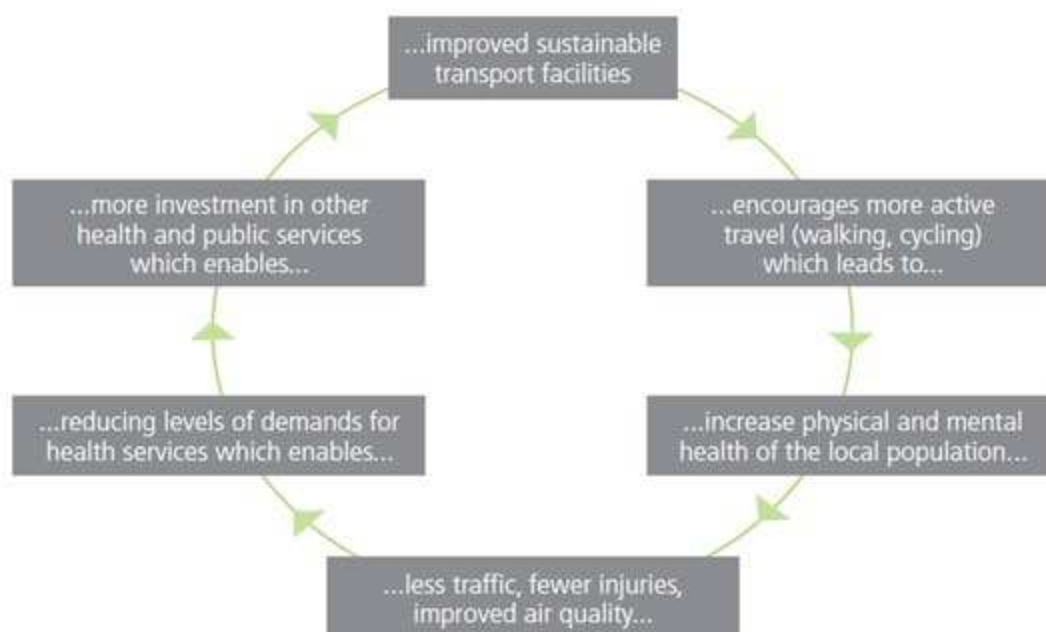 ...improved sustainable
transport facilities
...encourages more active
travel (walking, cycling)
which leads to...
...increase physical and mental
health of the local population...
...less traffic, fewer injuries,
improved air quality...
...reducing levels of demands for
health services which enables...
...more investment in other
health and public services
which enables...